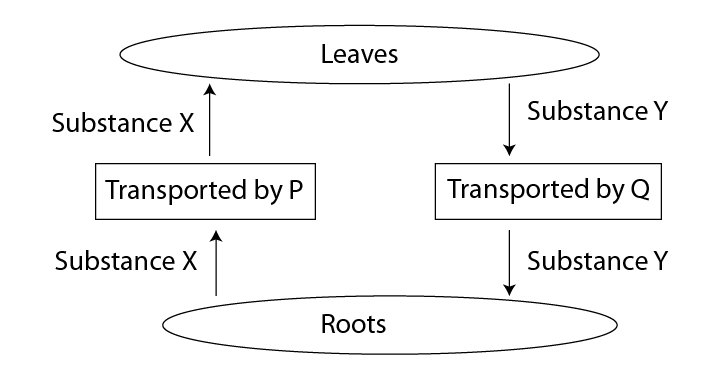 Leaves
Substance X
Substance Y
Transported by P
Transported by Q
Substance X
Substance Y
Roots